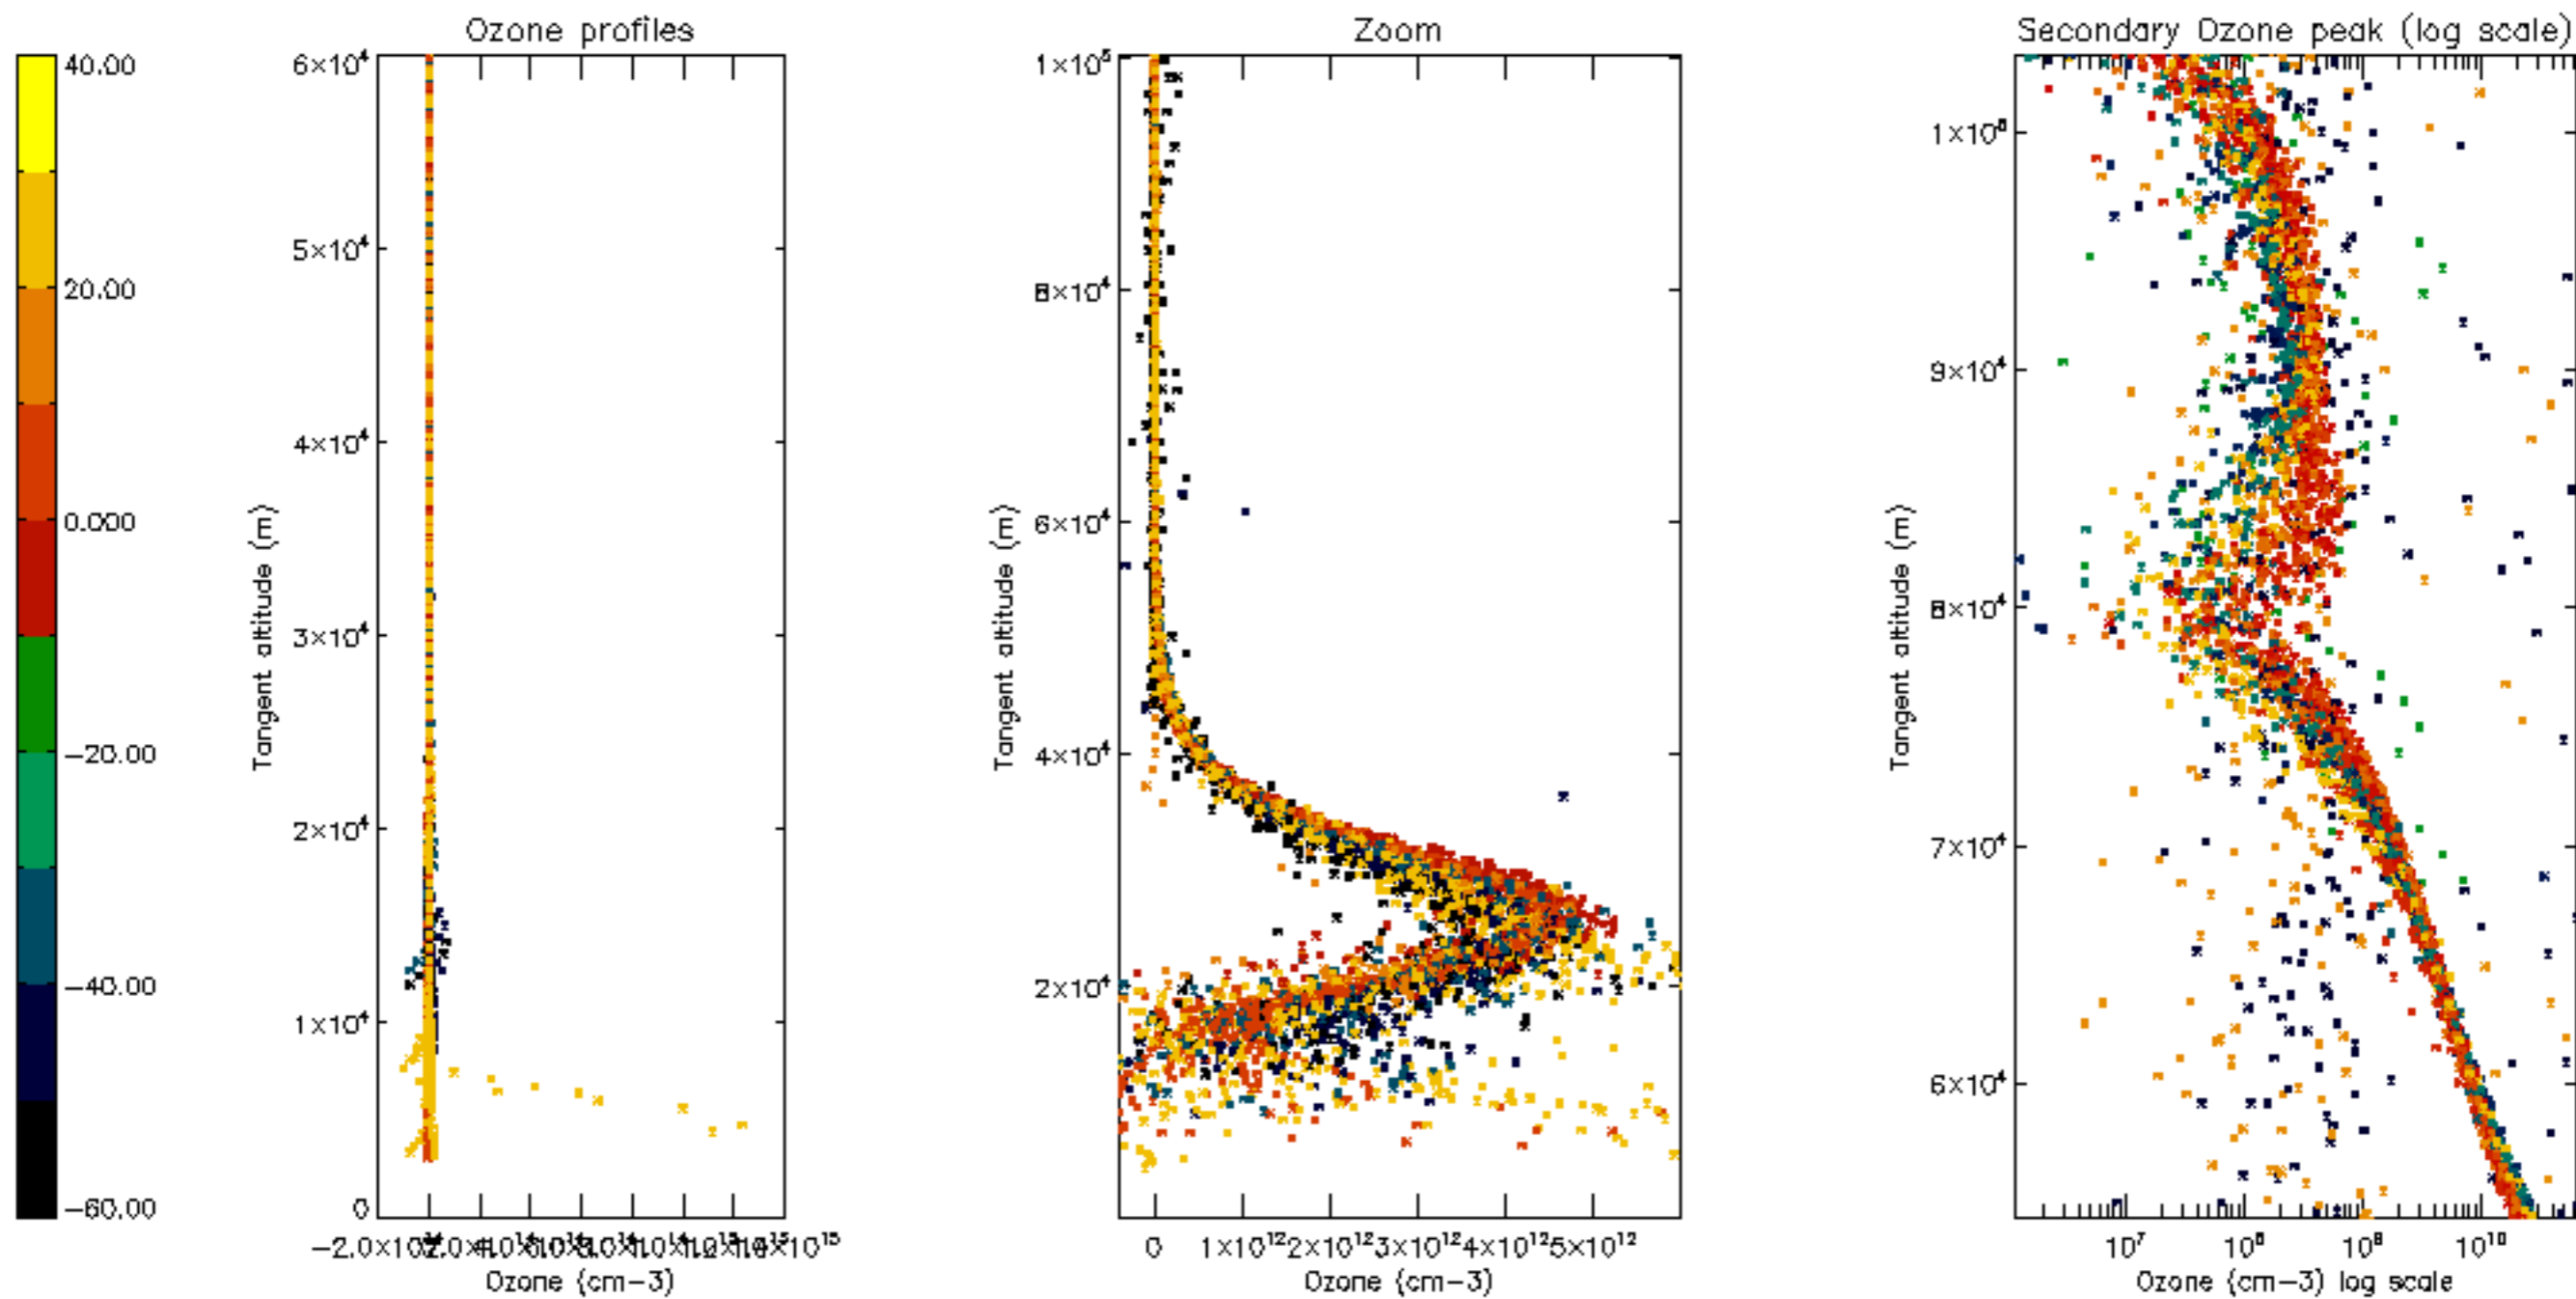 Ozone profiles
Zoom
Secondary Ozone peak (log scale)
40.00
20.00
0.000
−20.00
−40.00
−60.00
6×10⁴
5×10⁴
4×10⁴
3×10⁴
2×10⁴
1×10⁴
0
Tangent altitude (m)
Ozone (cm−3)
1×10⁵
8×10⁴
6×10⁴
4×10⁴
2×10⁴
Tangent altitude (m)
0 1×10¹² 2×10¹² 3×10¹² 4×10¹² 5×10¹²
Ozone (cm−3)
1×10⁵
9×10⁴
8×10⁴
7×10⁴
6×10⁴
Tangent altitude (m)
10⁷ 10⁸ 10⁹ 10¹⁰
Ozone (cm−3) log scale